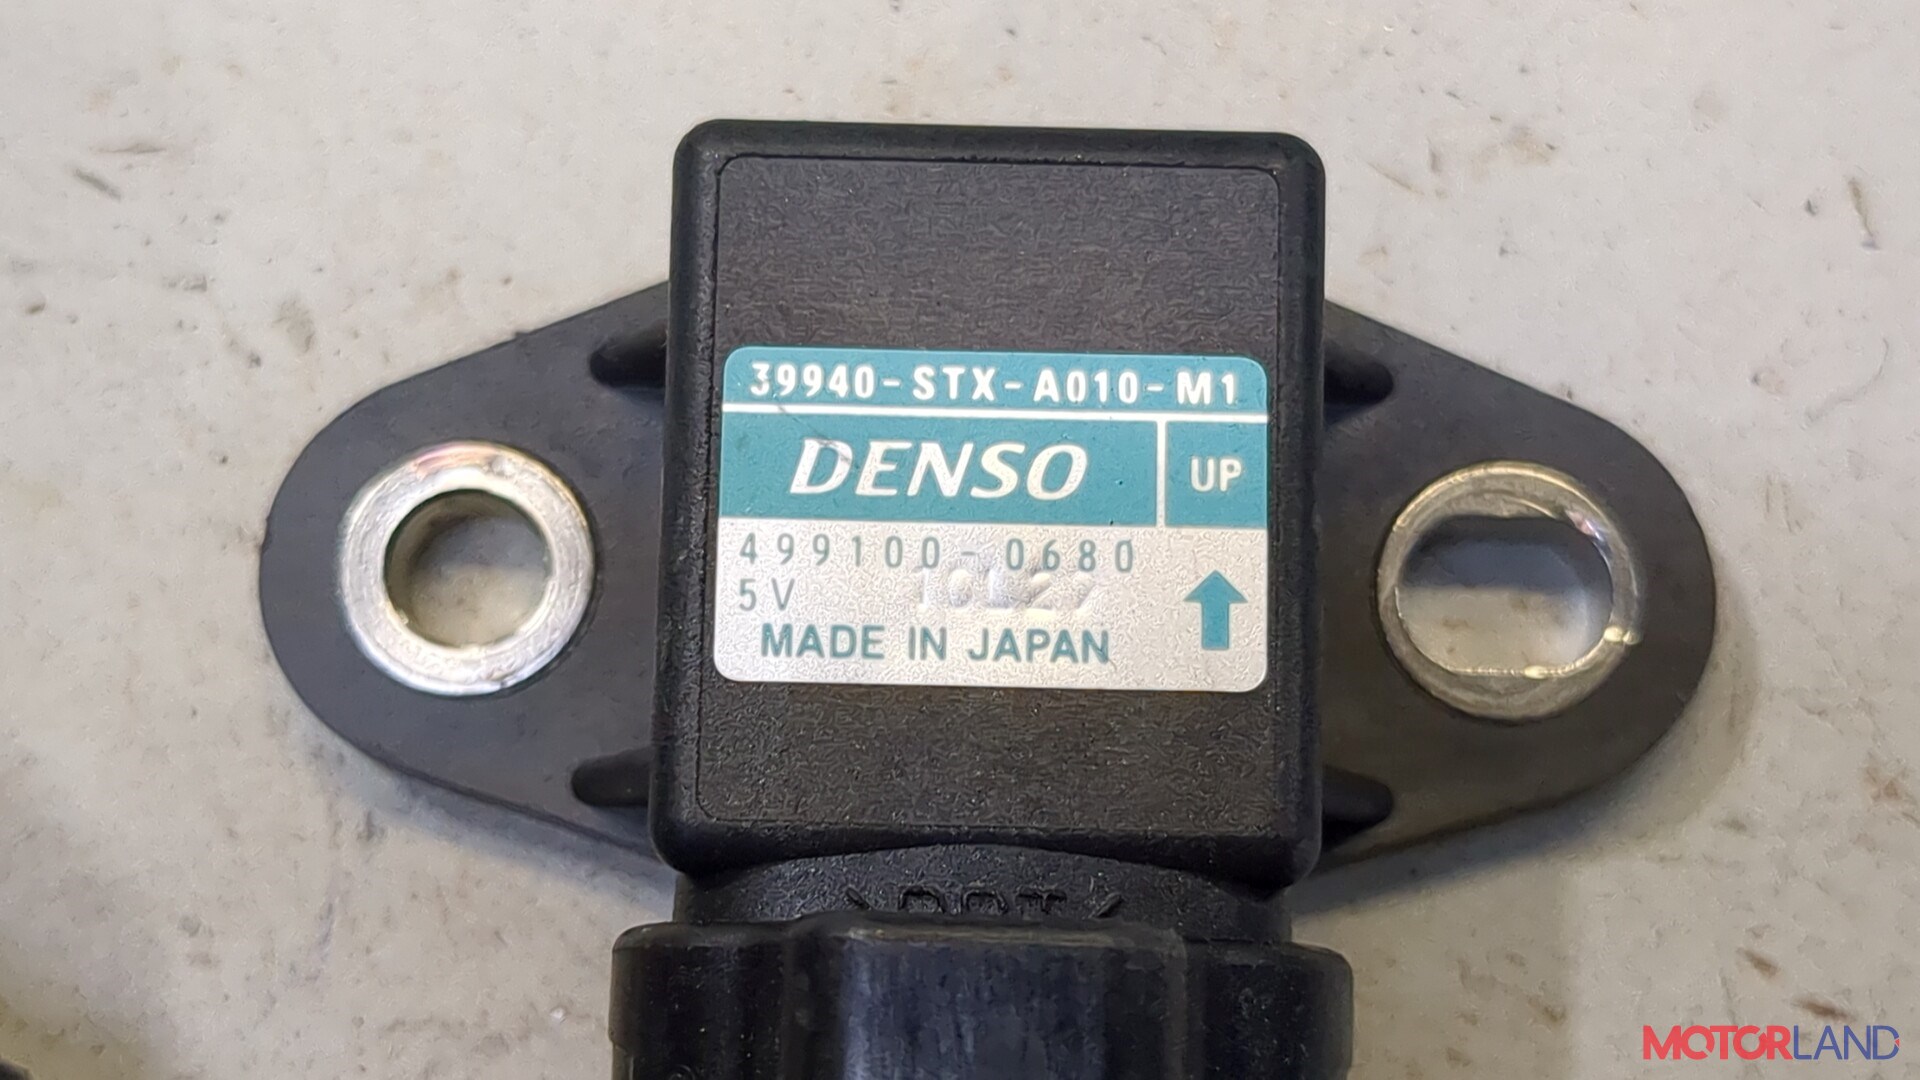 39940-STX-A010-M1
DENSO
UP
499100-0680
5V
MADE IN JAPAN
MOTORLAND